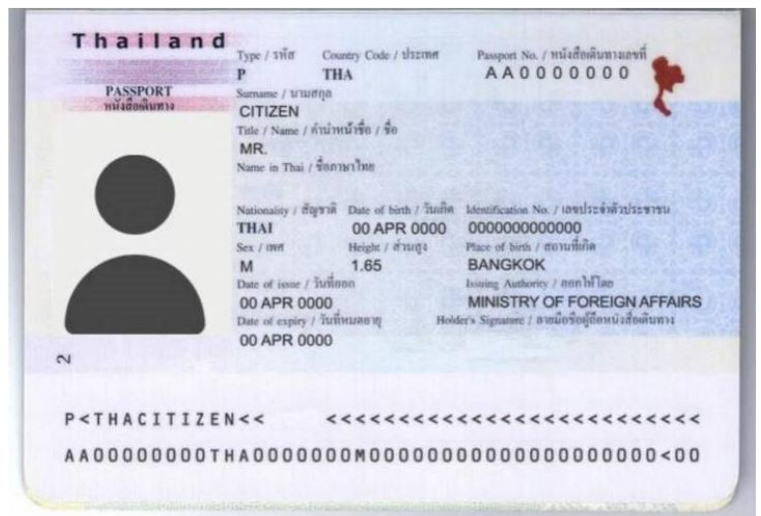 Thailand
PASSPORT
หนังสือเดินทาง
Type / รหัส Country Code / ประเทศ Passport No. / หนังสือเดินทางเลขที่
P THA AA0000000
Surname / นามสกุล
CITIZEN
Title / Name / คำนำหน้าชื่อ / ชื่อ
MR.
Name in Thai / ชื่อภาษาไทย
Nationality / สัญชาติ Date of birth / วันเกิด Identification No. / เลขประจำตัวประชาชน
THAI 00 APR 0000 0000000000000
Sex / เพศ Height / ส่วนสูง Place of birth / สถานที่เกิด
M 1.65 BANGKOK
Date of issue / วันที่ออก Issuing Authority / ออกให้โดย
00 APR 0000 MINISTRY OF FOREIGN AFFAIRS
Date of expiry / วันที่หมดอายุ Holder's Signature / ลายมือชื่อผู้ถือหนังสือเดินทาง
00 APR 0000
2
P<THACITIZEN<< <<<<<<<<<<<<<<<<<<<<<<<<<<
AA00000000THA0000000M0000000000000000000000<00